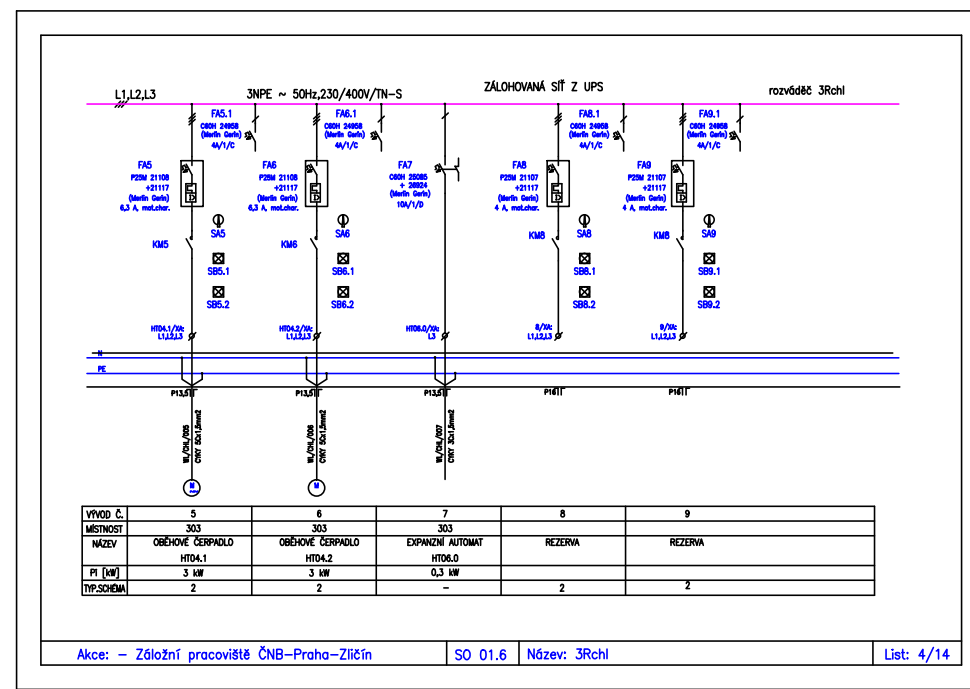 L1,L2,L3
3NPE ~ 50Hz,230/400V/TN-S
ZÁLOHOVANÁ SÍŤ Z UPS
rozváděč 3Rchl
FA5.1
C60H 24958
(Merlin Gerin)
4A/1/C
FA6.1
C60H 24958
(Merlin Gerin)
4A/1/C
FA8.1
C60H 24958
(Merlin Gerin)
4A/1/C
FA9.1
C60H 24958
(Merlin Gerin)
4A/1/C
FA5
P25M 21108
+21117
(Merlin Gerin)
6,3 A, mot.char.
FA6
P25M 21108
+21117
(Merlin Gerin)
6,3 A, mot.char.
FA7
C60H 25085
+ 26924
(Merlin Gerin)
10A/1/D
FA8
P25M 21107
+21117
(Merlin Gerin)
4 A, mot.char.
FA9
P25M 21107
+21117
(Merlin Gerin)
4 A, mot.char.
SA5
SA6
SA8
SA9
KM5
KM6
KM8
KM8
SB5.1
SB6.1
SB8.1
SB9.1
SB5.2
SB6.2
SB8.2
SB9.2
HT04.1/XA:
L1,L2,L3
HT04.2/XA:
L1,L2,L3
HT06.0/XA:
L3
8/XA:
L1,L2,L3
9/XA:
L1,L2,L3
N
PE
P13,5
P13,5
P13,5
P16
P16
WL/CHL/005
CYKY 5Cx1,5mm2
WL/CHL/006
CYKY 5Cx1,5mm2
WL/CHL/007
CYKY 3Cx1,5mm2
M
M
VÝVOD Č. 5 6 7 8 9
MÍSTNOST 303 303 303
NÁZEV OBĚHOVÉ ČERPADLO OBĚHOVÉ ČERPADLO EXPANZNÍ AUTOMAT REZERVA REZERVA
HT04.1 HT04.2 HT06.0
Pi [kW] 3 kW 3 kW 0,3 kW
TYP.SCHÉMA 2 2 – 2 2
Akce: – Záložní pracoviště ČNB–Praha–Zličín SO 01.6 Název: 3Rchl List: 4/14